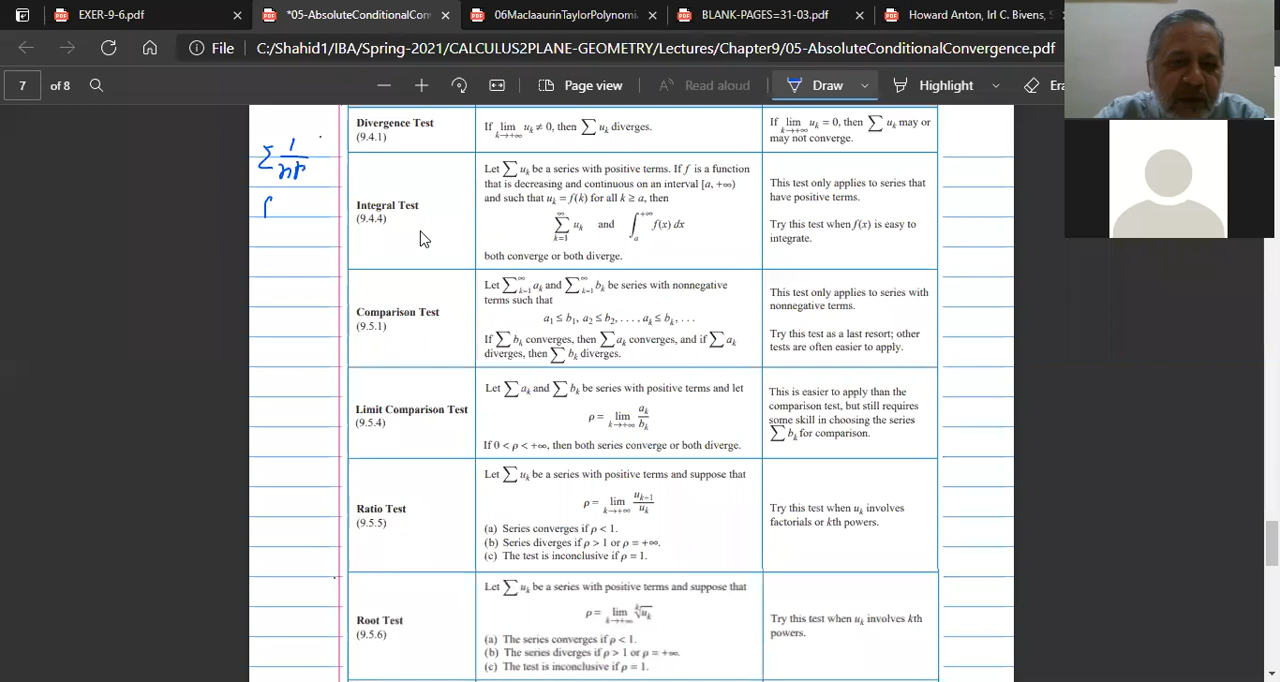 EXER-9-6.pdf
*05-AbsoluteConditionalCon
06MaclaaurinTaylorPolynomi
BLANK-PAGES=31-03.pdf
Howard Anton, Irl C. Bivens, S
File
C:/Shahid1/IBA/Spring-2021/CALCULUS2PLANE-GEOMETRY/Lectures/Chapter9/05-AbsoluteConditionalConvergence.pdf
7 of 8
Page view
Read aloud
Draw
Highlight
Era
∑ 1/n^p
Divergence Test
(9.4.1)
If lim k→+∞ u_k ≠ 0, then ∑ u_k diverges.
If lim k→+∞ u_k = 0, then ∑ u_k may or
may not converge.
Integral Test
(9.4.4)
Let ∑ u_k be a series with positive terms. If f is a function
that is decreasing and continuous on an interval [a, +∞)
and such that u_k = f(k) for all k ≥ a, then
∑_{k=1}^{∞} u_k and ∫_a^{+∞} f(x) dx
both converge or both diverge.
This test only applies to series that
have positive terms.
Try this test when f(x) is easy to
integrate.
Comparison Test
(9.5.1)
Let ∑_{k=1}^{∞} a_k and ∑_{k=1}^{∞} b_k be series with nonnegative
terms such that
a₁ ≤ b₁, a₂ ≤ b₂, . . . , a_k ≤ b_k, . . .
If ∑ b_k converges, then ∑ a_k converges, and if ∑ a_k
diverges, then ∑ b_k diverges.
This test only applies to series with
nonnegative terms.
Try this test as a last resort; other
tests are often easier to apply.
Limit Comparison Test
(9.5.4)
Let ∑ a_k and ∑ b_k be series with positive terms and let
ρ = lim k→+∞ a_k/b_k
If 0 < ρ < +∞, then both series converge or both diverge.
This is easier to apply than the
comparison test, but still requires
some skill in choosing the series
∑ b_k for comparison.
Ratio Test
(9.5.5)
Let ∑ u_k be a series with positive terms and suppose that
ρ = lim k→+∞ u_{k+1}/u_k
(a) Series converges if ρ < 1.
(b) Series diverges if ρ > 1 or ρ = +∞.
(c) The test is inconclusive if ρ = 1.
Try this test when u_k involves
factorials or kth powers.
Root Test
(9.5.6)
Let ∑ u_k be a series with positive terms and suppose that
ρ = lim k→+∞ ᵏ√u_k
(a) The series converges if ρ < 1.
(b) The series diverges if ρ > 1 or ρ = +∞.
(c) The test is inconclusive if ρ = 1.
Try this test when u_k involves kth
powers.